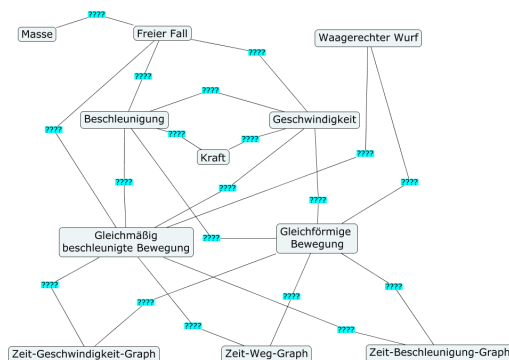 ????
Masse
Freier Fall
Waagerechter Wurf
????
????
????
Beschleunigung
Geschwindigkeit
????
????
????
Kraft
????
????
????
????
????
Gleichmäßig
beschleunigte Bewegung
Gleichförmige
Bewegung
????
????
????
????
????
????
????
Zeit-Geschwindigkeit-Graph
Zeit-Weg-Graph
Zeit-Beschleunigung-Graph